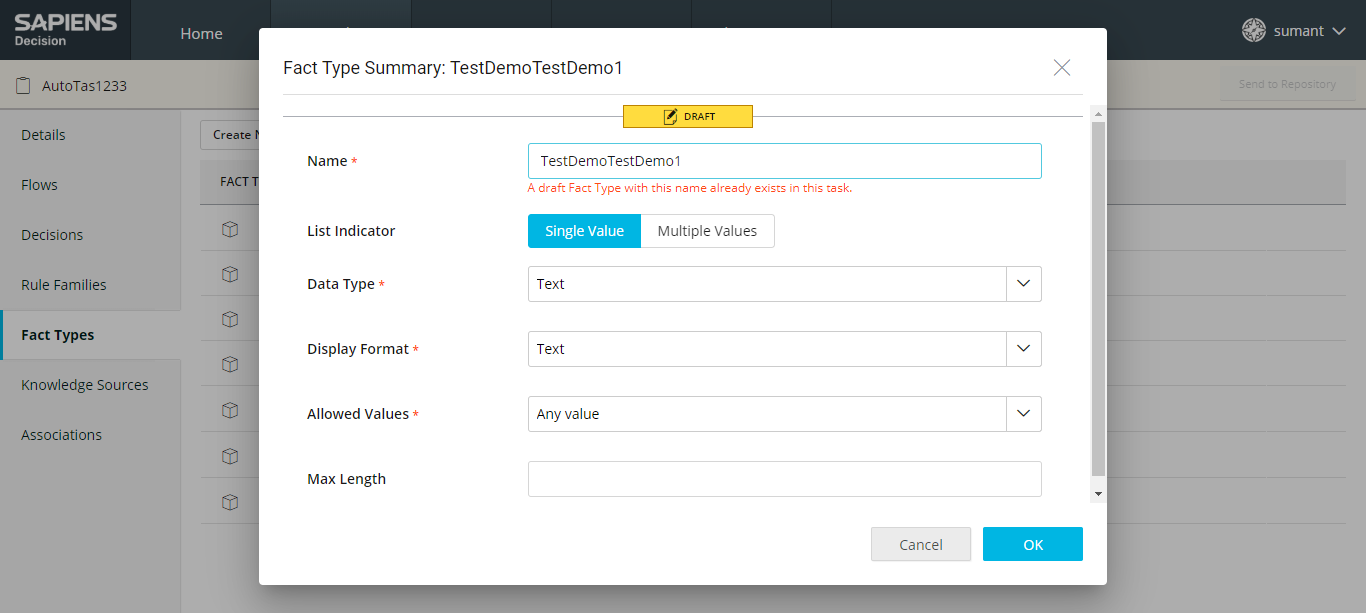 SAPIENS
Decision
Home
sumant
AutoTas1233
Send to Repository
Details
Flows
Decisions
Rule Families
Fact Types
Knowledge Sources
Associations
Create
FACT T
Fact Type Summary: TestDemoTestDemo1
DRAFT
Name *
TestDemoTestDemo1
A draft Fact Type with this name already exists in this task.
List Indicator
Single Value
Multiple Values
Data Type *
Text
Display Format *
Text
Allowed Values *
Any value
Max Length
Cancel
OK